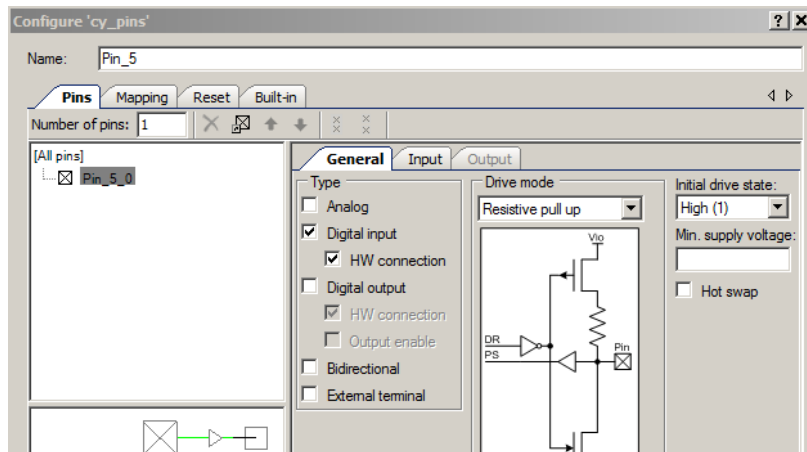 Configure 'cy_pins'
Name: Pin_5
Pins Mapping Reset Built-in
Number of pins: 1
[All pins]
Pin_5_0
General Input Output
Type
Analog
Digital input
HW connection
Digital output
HW connection
Output enable
Bidirectional
External terminal
Drive mode
Resistive pull up
Vio
DR
PS
Pin
Initial drive state:
High (1)
Min. supply voltage:
Hot swap